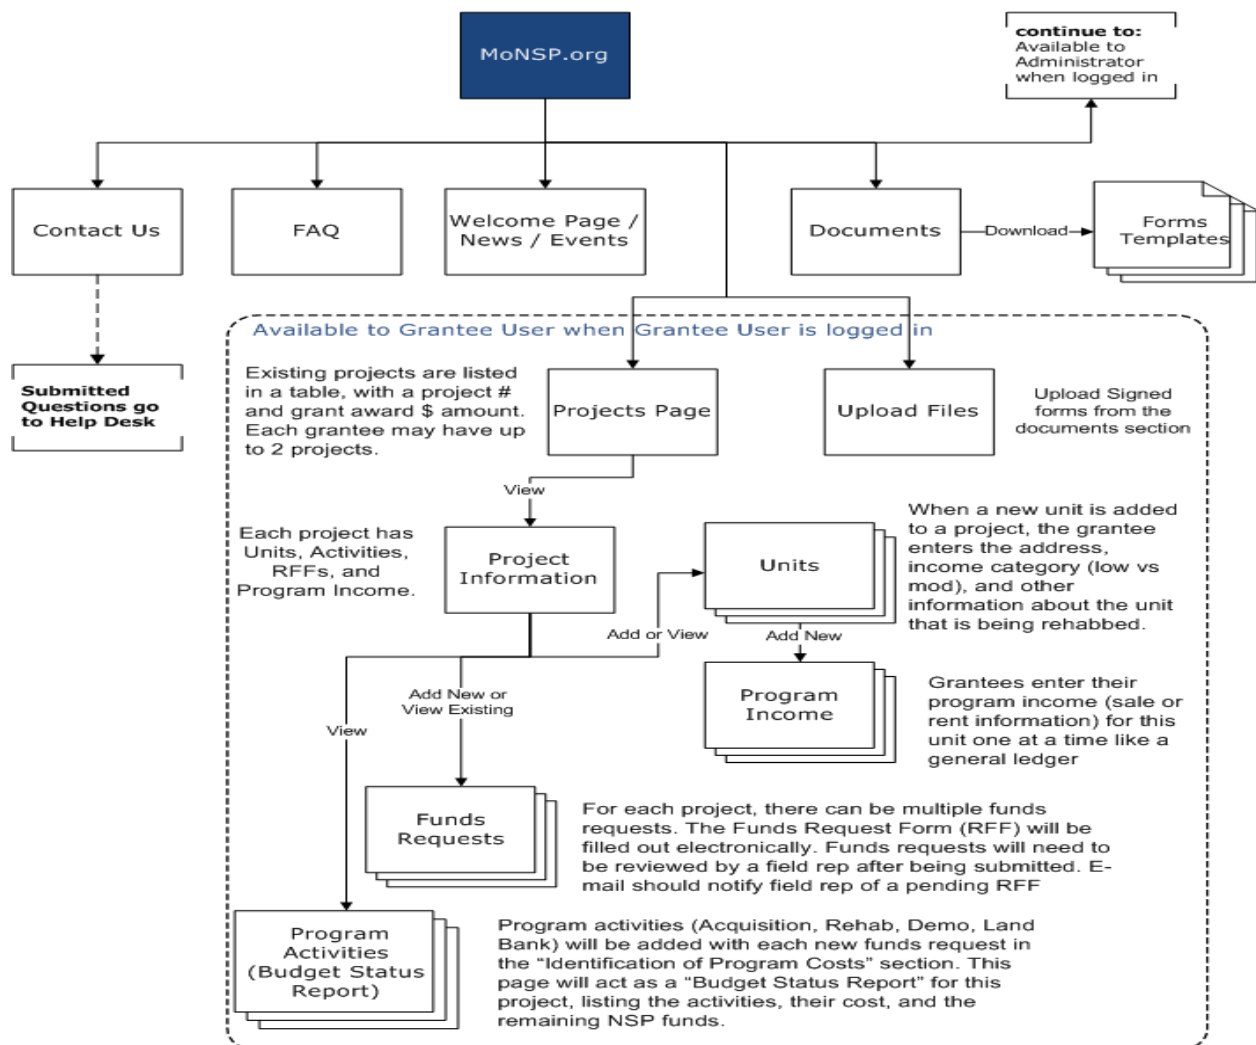 MoNSP.org
continue to:
Available to
Administrator
when logged in
Contact Us
FAQ
Welcome Page /
News / Events
Documents
Download
Forms
Templates
Submitted
Questions go
to Help Desk
Available to Grantee User when Grantee User is logged in
Existing projects are listed
in a table, with a project #
and grant award $ amount.
Each grantee may have up
to 2 projects.
Projects Page
Upload Files
Upload Signed
forms from the
documents section
View
Each project has
Units, Activities,
RFFs, and
Program Income.
Project
Information
Units
When a new unit is added
to a project, the grantee
enters the address,
income category (low vs
mod), and other
information about the unit
that is being rehabbed.
Add or View
Add New
Program
Income
Grantees enter their
program income (sale or
rent information) for this
unit one at a time like a
general ledger
Add New or
View Existing
View
Funds
Requests
For each project, there can be multiple funds
requests. The Funds Request Form (RFF) will be
filled out electronically. Funds requests will need to
be reviewed by a field rep after being submitted. E-
mail should notify field rep of a pending RFF
Program
Activities
(Budget Status
Report)
Program activities (Acquisition, Rehab, Demo, Land
Bank) will be added with each new funds request in
the “Identification of Program Costs” section. This
page will act as a “Budget Status Report” for this
project, listing the activities, their cost, and the
remaining NSP funds.